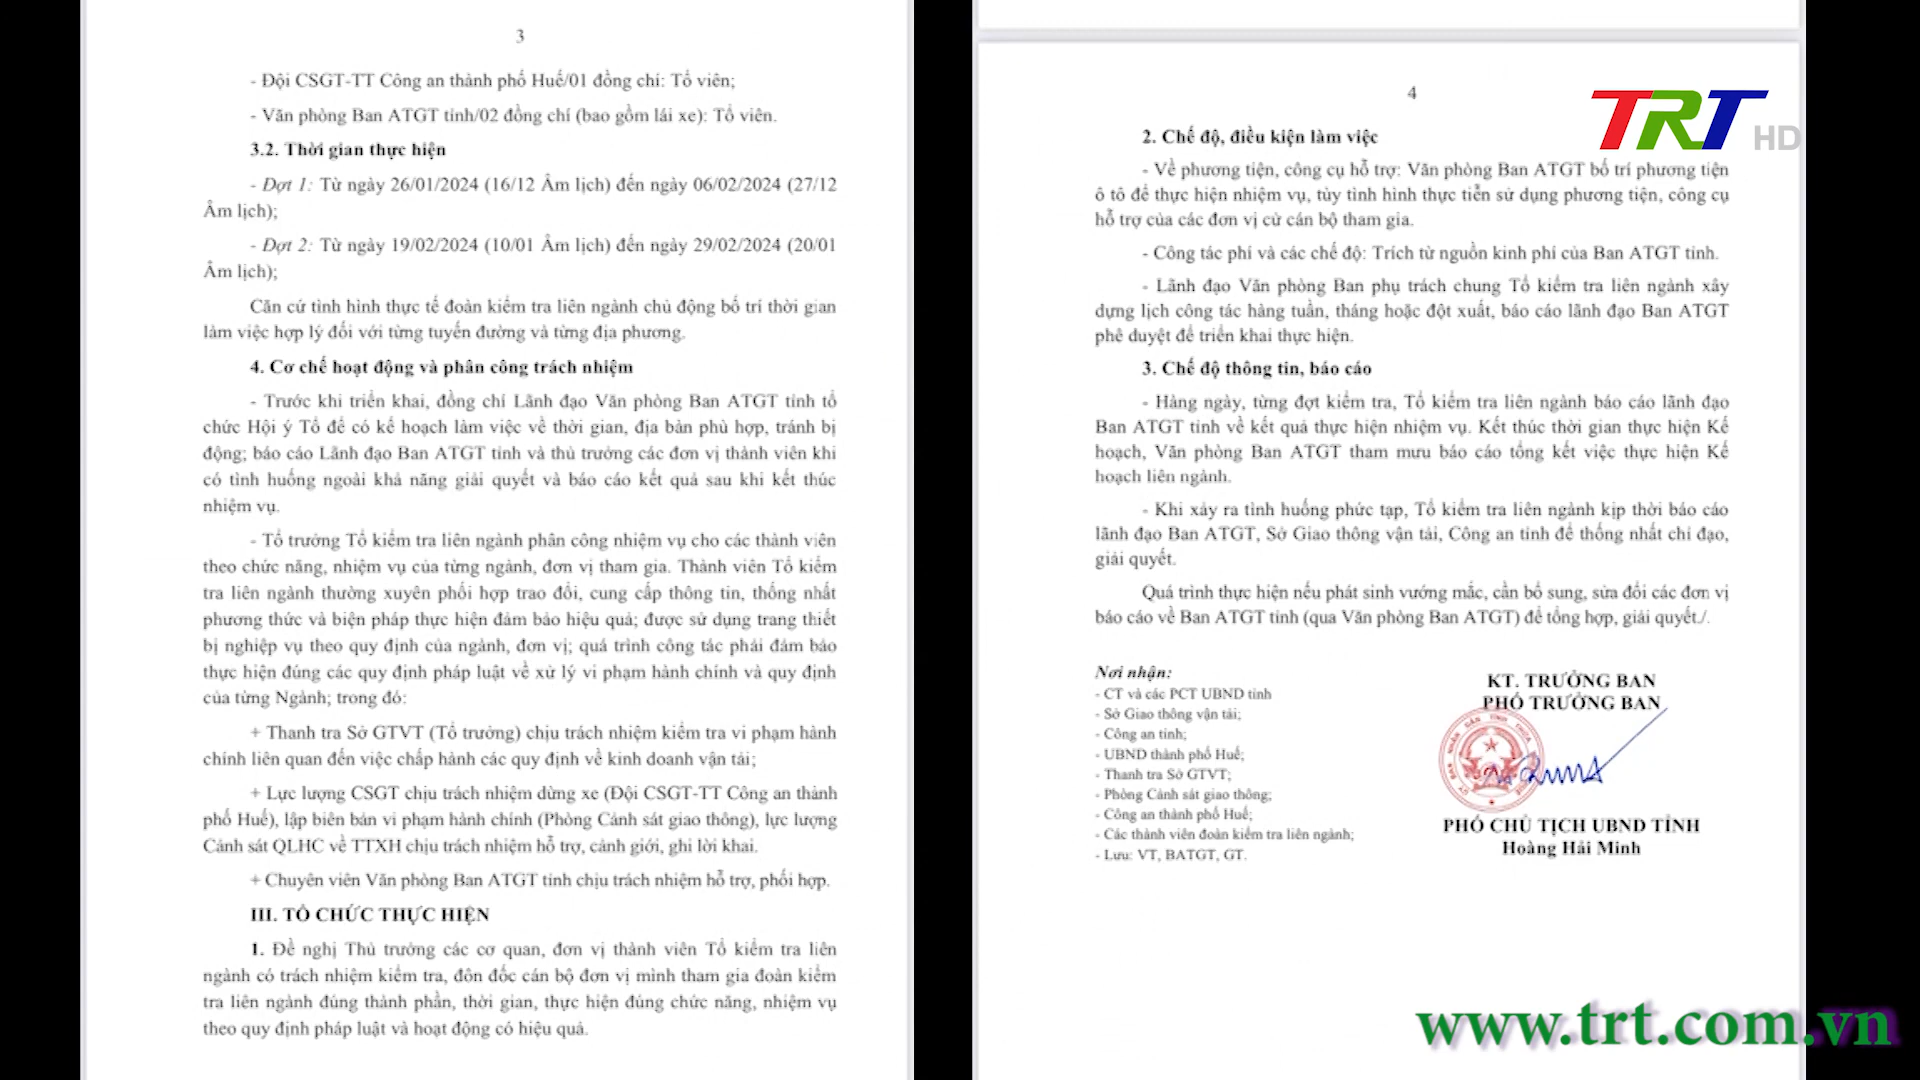 3
- Đội CSGT-TT Công an thành phố Huế/01 đồng chí: Tổ viên;
- Văn phòng Ban ATGT tỉnh/02 đồng chí (bao gồm lái xe): Tổ viên.
3.2. Thời gian thực hiện
- Đợt 1: Từ ngày 26/01/2024 (16/12 Âm lịch) đến ngày 06/02/2024 (27/12
Âm lịch);
- Đợt 2: Từ ngày 19/02/2024 (10/01 Âm lịch) đến ngày 29/02/2024 (20/01
Âm lịch);
Căn cứ tình hình thực tế đoàn kiểm tra liên ngành chủ động bố trí thời gian
làm việc hợp lý đối với từng tuyến đường và từng địa phương.
4. Cơ chế hoạt động và phân công trách nhiệm
- Trước khi triển khai, đồng chí Lãnh đạo Văn phòng Ban ATGT tỉnh tổ
chức Hội ý Tổ để có kế hoạch làm việc về thời gian, địa bàn phù hợp, tránh bị
động; báo cáo Lãnh đạo Ban ATGT tỉnh và thủ trưởng các đơn vị thành viên khi
có tình huống ngoài khả năng giải quyết và báo cáo kết quả sau khi kết thúc
nhiệm vụ.
- Tổ trưởng Tổ kiểm tra liên ngành phân công nhiệm vụ cho các thành viên
theo chức năng, nhiệm vụ của từng ngành, đơn vị tham gia. Thành viên Tổ kiểm
tra liên ngành thường xuyên phối hợp trao đổi, cung cấp thông tin, thống nhất
phương thức và biện pháp thực hiện đảm bảo hiệu quả; được sử dụng trang thiết
bị nghiệp vụ theo quy định của ngành, đơn vị; quá trình công tác phải đảm bảo
thực hiện đúng các quy định pháp luật về xử lý vi phạm hành chính và quy định
của từng Ngành; trong đó:
+ Thanh tra Sở GTVT (Tổ trưởng) chịu trách nhiệm kiểm tra vi phạm hành
chính liên quan đến việc chấp hành các quy định về kinh doanh vận tải;
+ Lực lượng CSGT chịu trách nhiệm dừng xe (Đội CSGT-TT Công an thành
phố Huế), lập biên bản vi phạm hành chính (Phòng Cảnh sát giao thông), lực lượng
Cảnh sát QLHC về TTXH chịu trách nhiệm hỗ trợ, cảnh giới, ghi lời khai.
+ Chuyên viên Văn phòng Ban ATGT tỉnh chịu trách nhiệm hỗ trợ, phối hợp.
III. TỔ CHỨC THỰC HIỆN
1. Đề nghị Thủ trưởng các cơ quan, đơn vị thành viên Tổ kiểm tra liên
ngành có trách nhiệm kiểm tra, đôn đốc cán bộ đơn vị mình tham gia đoàn kiểm
tra liên ngành đúng thành phần, thời gian, thực hiện đúng chức năng, nhiệm vụ
theo quy định pháp luật và hoạt động có hiệu quả.
4
TRT HD
2. Chế độ, điều kiện làm việc
- Về phương tiện, công cụ hỗ trợ: Văn phòng Ban ATGT bố trí phương tiện
ô tô để thực hiện nhiệm vụ, tùy tình hình thực tiễn sử dụng phương tiện, công cụ
hỗ trợ của các đơn vị cử cán bộ tham gia.
- Công tác phí và các chế độ: Trích từ nguồn kinh phí của Ban ATGT tỉnh.
- Lãnh đạo Văn phòng Ban phụ trách chung Tổ kiểm tra liên ngành xây
dựng lịch công tác hàng tuần, tháng hoặc đột xuất, báo cáo lãnh đạo Ban ATGT
phê duyệt để triển khai thực hiện.
3. Chế độ thông tin, báo cáo
- Hàng ngày, từng đợt kiểm tra, Tổ kiểm tra liên ngành báo cáo lãnh đạo
Ban ATGT tỉnh về kết quả thực hiện nhiệm vụ. Kết thúc thời gian thực hiện Kế
hoạch, Văn phòng Ban ATGT tham mưu báo cáo tổng kết việc thực hiện Kế
hoạch liên ngành.
- Khi xảy ra tình huống phức tạp, Tổ kiểm tra liên ngành kịp thời báo cáo
lãnh đạo Ban ATGT, Sở Giao thông vận tải, Công an tỉnh để thống nhất chỉ đạo,
giải quyết.
Quá trình thực hiện nếu phát sinh vướng mắc, cần bổ sung, sửa đổi các đơn vị
báo cáo về Ban ATGT tỉnh (qua Văn phòng Ban ATGT) để tổng hợp, giải quyết./.
Nơi nhận:
- CT và các PCT UBND tỉnh
- Sở Giao thông vận tải;
- Công an tỉnh;
- UBND thành phố Huế;
- Thanh tra Sở GTVT;
- Phòng Cảnh sát giao thông;
- Công an thành phố Huế;
- Các thành viên đoàn kiểm tra liên ngành;
- Lưu: VT, BATGT, GT.
KT. TRƯỞNG BAN
PHÓ TRƯỞNG BAN
PHÓ CHỦ TỊCH UBND TỈNH
Hoàng Hải Minh
www.trt.com.vn